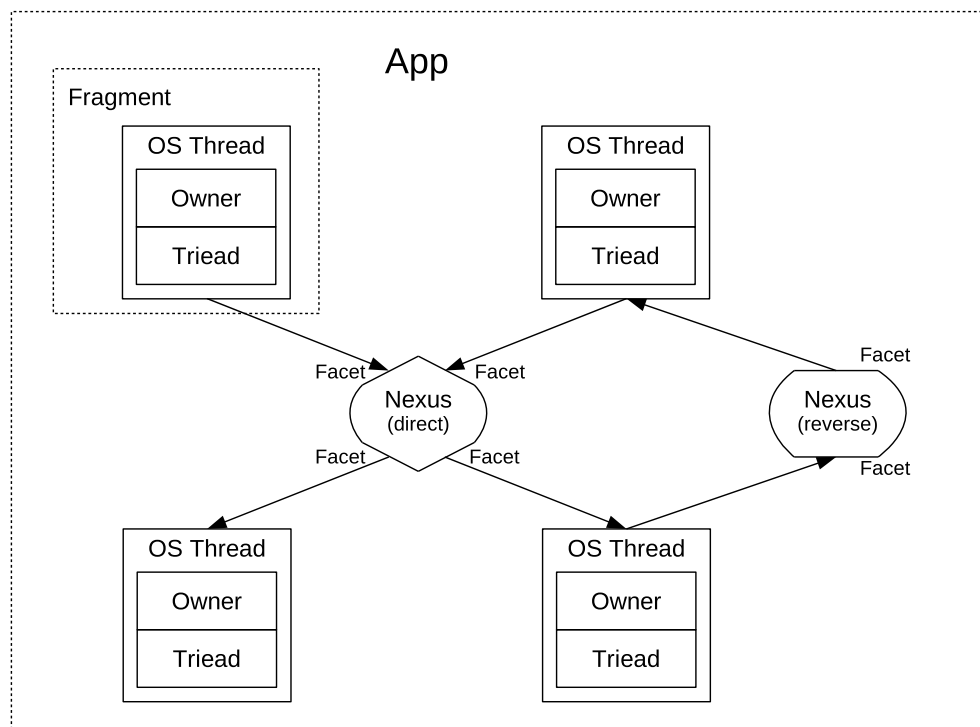 App
Fragment
OS Thread
Owner
Triead
OS Thread
Owner
Triead
Facet
Facet
Nexus
(direct)
Facet
Facet
Facet
Nexus
(reverse)
Facet
OS Thread
Owner
Triead
OS Thread
Owner
Triead